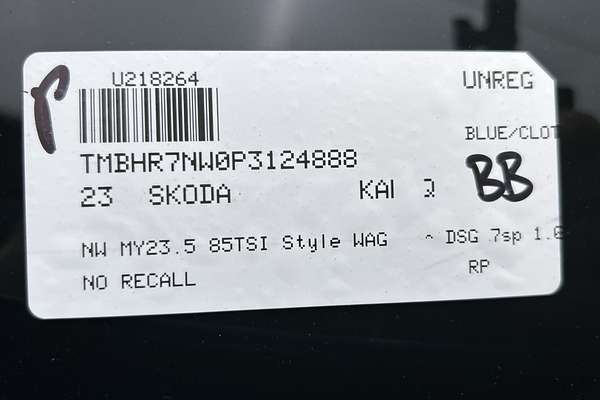 U218264 UNREG
BLUE/CLOT
TMBHR7NW0P3124888
23 SKODA KAI
BB
NW MY23.5 85TSI Style WAG - DSG 7sp 1.0
NO RECALL RP